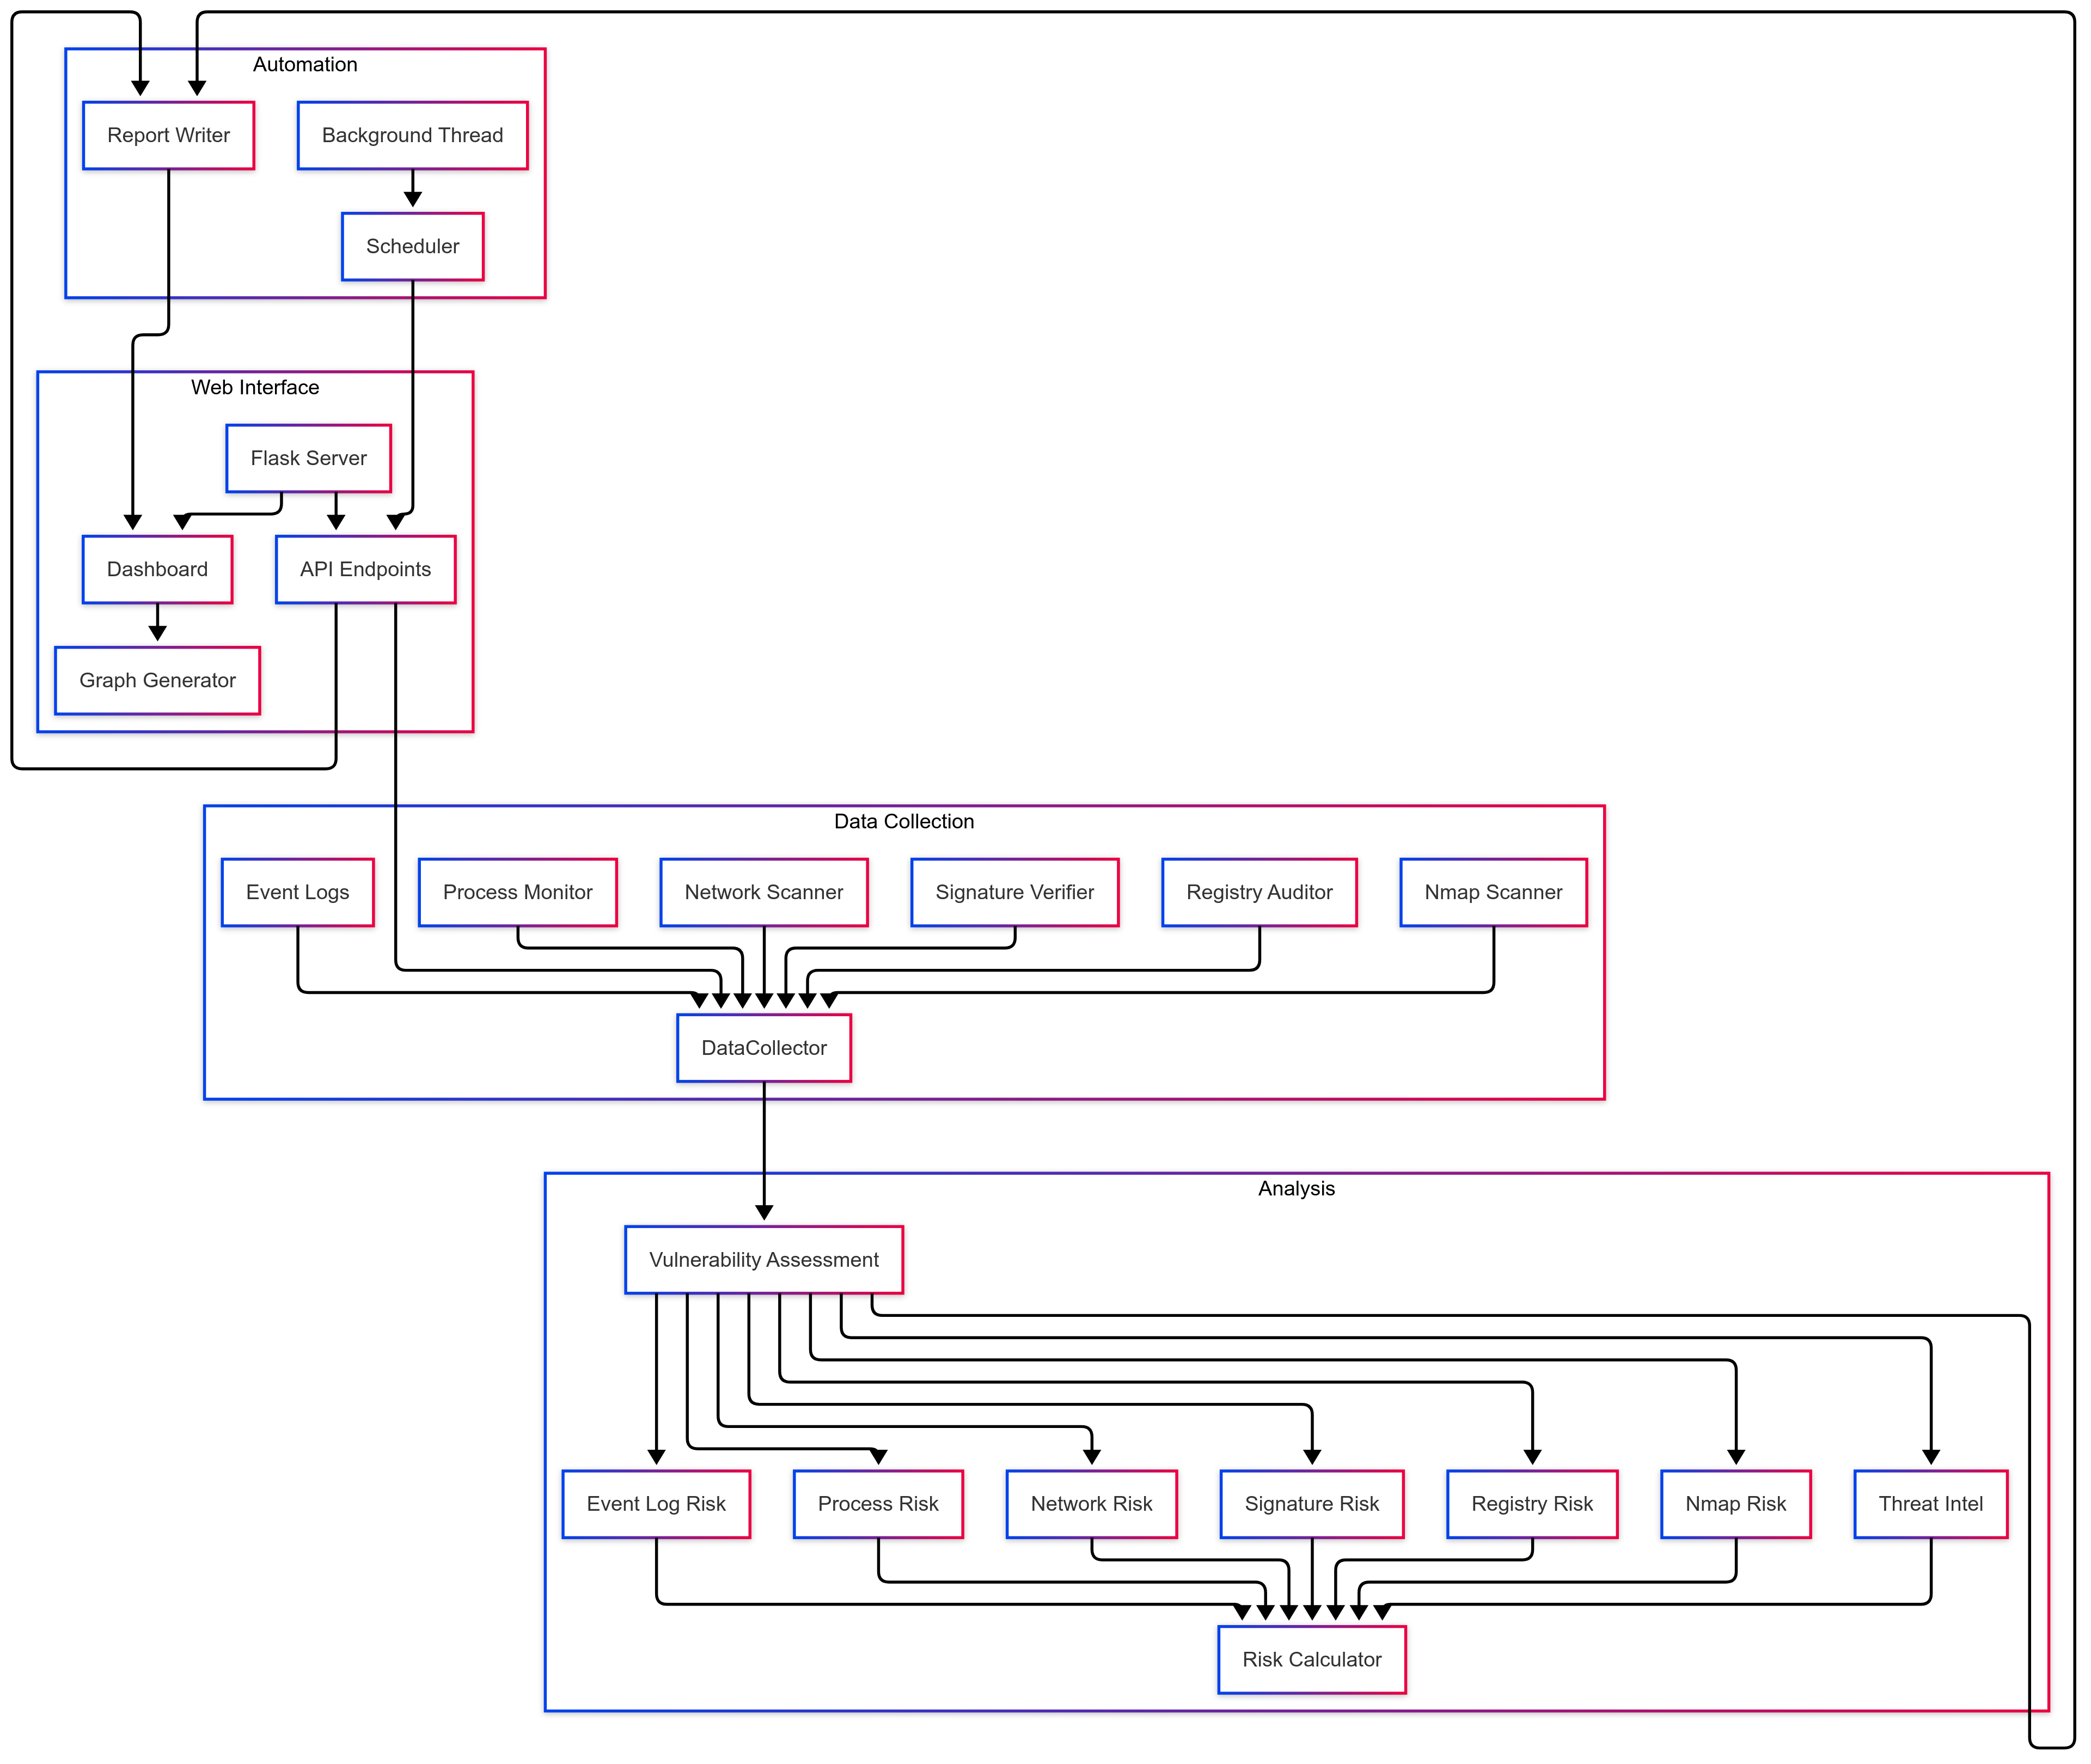 Automation
Report Writer
Background Thread
Scheduler
Web Interface
Flask Server
Dashboard
API Endpoints
Graph Generator
Data Collection
Event Logs
Process Monitor
Network Scanner
Signature Verifier
Registry Auditor
Nmap Scanner
DataCollector
Analysis
Vulnerability Assessment
Event Log Risk
Process Risk
Network Risk
Signature Risk
Registry Risk
Nmap Risk
Threat Intel
Risk Calculator